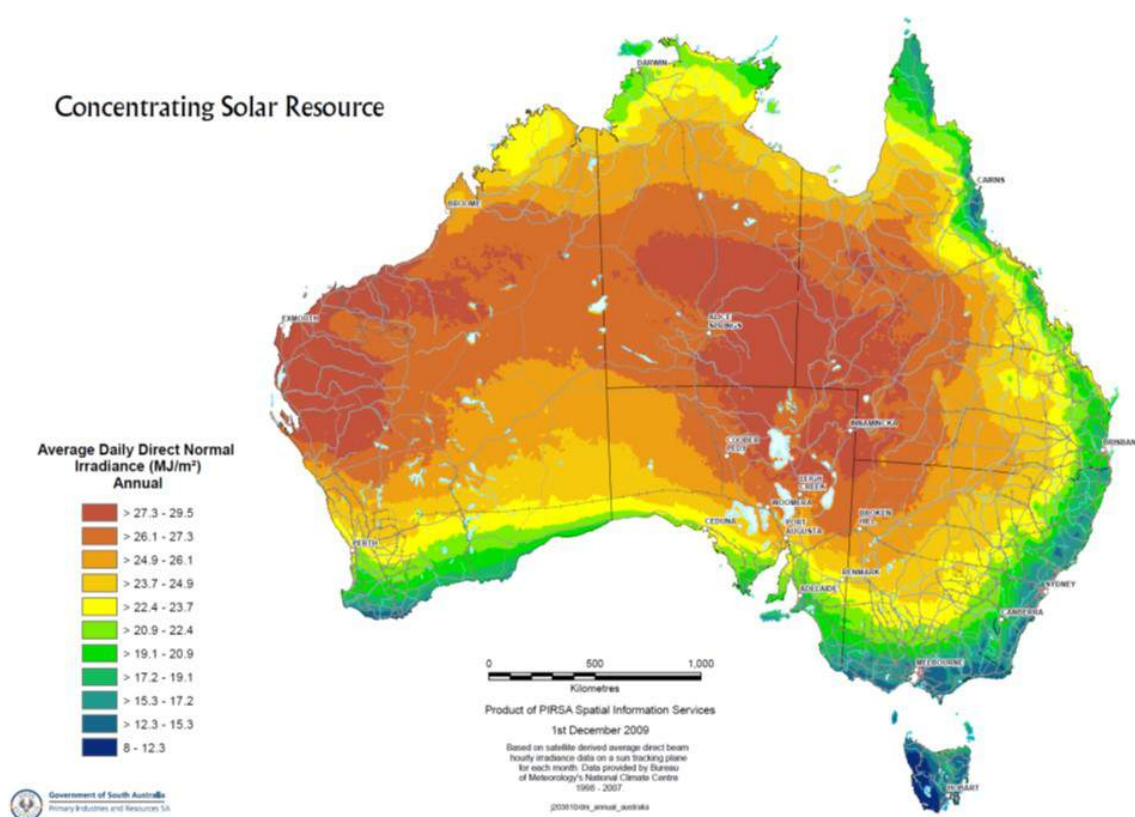 Concentrating Solar Resource
DARWIN
CAIRNS
BROOME
EXMOUTH
ALICE
SPRINGS
INNAMINCKA
COOBER
PEDY
BRISBAN
LEIGH
CREEK
WOOMERA
BROKEN
HILL
CEDUNA
PORT
AUGUSTA
PERTH
RENMARK
SYDNEY
ADELAIDE
CANBERRA
MELBOURNE
HOBART
Average Daily Direct Normal
Irradiance (MJ/m²)
Annual
> 27.3 - 29.5
> 26.1 - 27.3
> 24.9 - 26.1
> 23.7 - 24.9
> 22.4 - 23.7
> 20.9 - 22.4
> 19.1 - 20.9
> 17.2 - 19.1
> 15.3 - 17.2
> 12.3 - 15.3
8 - 12.3
0 500 1,000
Kilometres
Product of PIRSA Spatial Information Services
1st December 2009
Based on satellite derived average direct beam
hourly irradiance data on a sun tracking plane
for each month. Data provided by Bureau
of Meteorology's National Climate Centre
1998 - 2007
Government of South Australia
Primary Industries and Resources SA